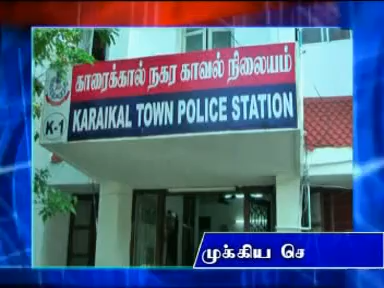 காரைக்கால் நகர காவல் நிலையம்
KARAIKAL TOWN POLICE STATION
K-1
முக்கிய செ